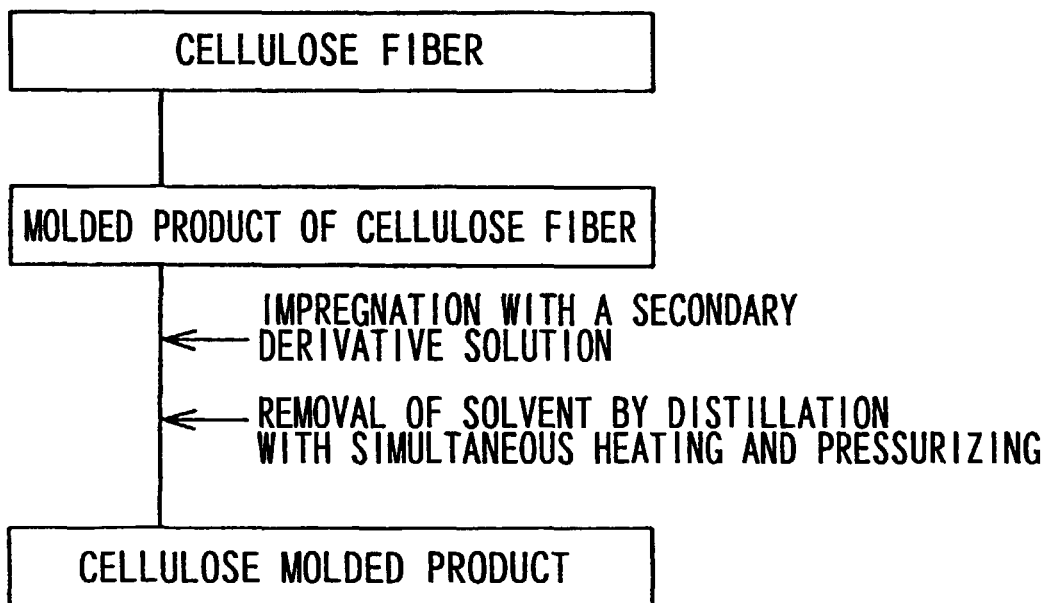 CELLULOSE FIBER
MOLDED PRODUCT OF CELLULOSE FIBER
IMPREGNATION WITH A SECONDARY
DERIVATIVE SOLUTION
REMOVAL OF SOLVENT BY DISTILLATION
WITH SIMULTANEOUS HEATING AND PRESSURIZING
CELLULOSE MOLDED PRODUCT